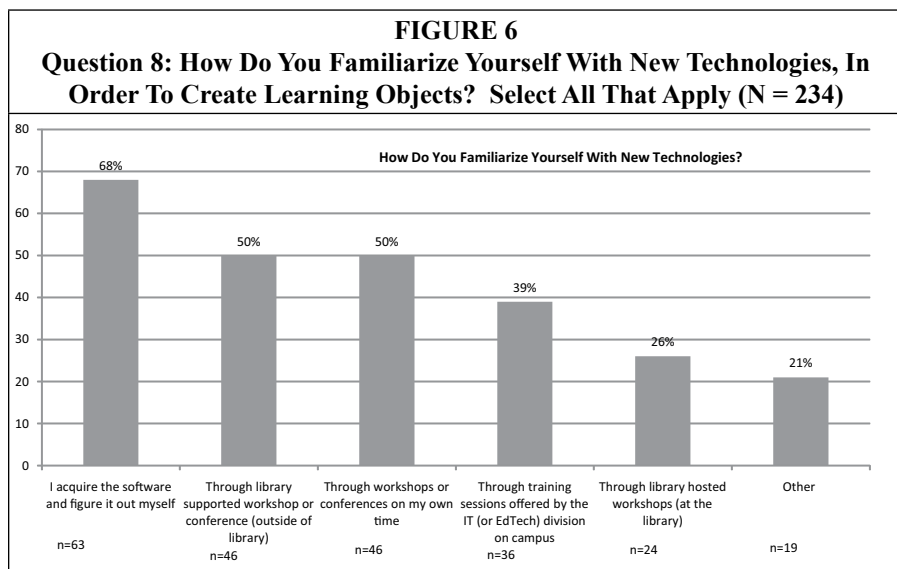 FIGURE 6
Question 8: How Do You Familiarize Yourself With New Technologies, In
Order To Create Learning Objects? Select All That Apply (N = 234)
How Do You Familiarize Yourself With New Technologies?
80
70
60
50
40
30
20
10
0
68%
50%
50%
39%
26%
21%
I acquire the software
and figure it out myself
n=63
Through library
supported workshop or
conference (outside of
library)
n=46
Through workshops or
conferences on my own
time
n=46
Through training
sessions offered by the
IT (or EdTech) division
on campus
n=36
Through library hosted
workshops (at the
library)
n=24
Other
n=19